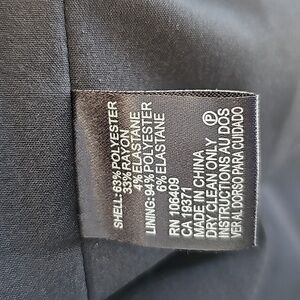 SHELL: 63% POLYESTER
33% RAYON
4% ELASTANE
LINING: 94% POLYESTER
6% ELASTANE
RN 106409
CA 19371
MADE IN CHINA
DRY CLEAN ONLY Ⓟ
INSTRUCTIONS AU DOS
VER AL DORSO PARA CUIDADO